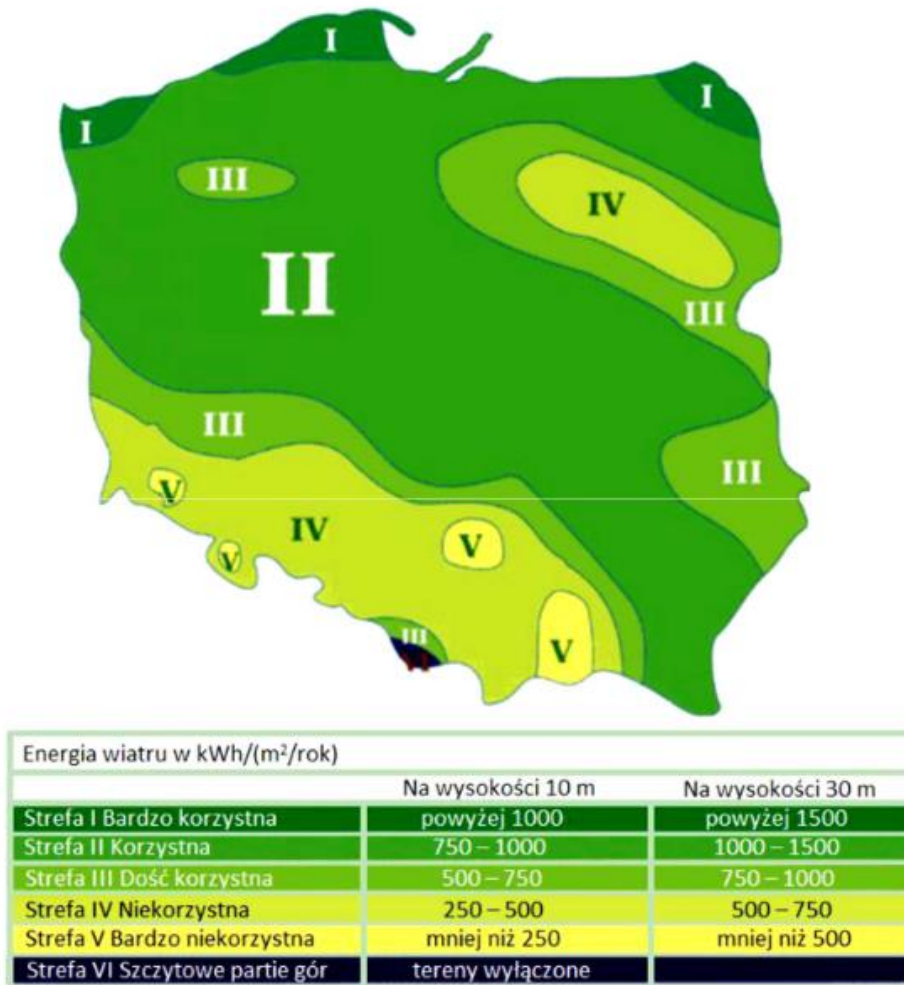 I
I
I
III
IV
II
III
III
III
V
IV
V
V
III
VI
V
Energia wiatru w kWh/(m²/rok)
Na wysokości 10 m Na wysokości 30 m
Strefa I Bardzo korzystna powyżej 1000 powyżej 1500
Strefa II Korzystna 750 – 1000 1000 – 1500
Strefa III Dość korzystna 500 – 750 750 – 1000
Strefa IV Niekorzystna 250 – 500 500 – 750
Strefa V Bardzo niekorzystna mniej niż 250 mniej niż 500
Strefa VI Szczytowe partie gór tereny wyłączone